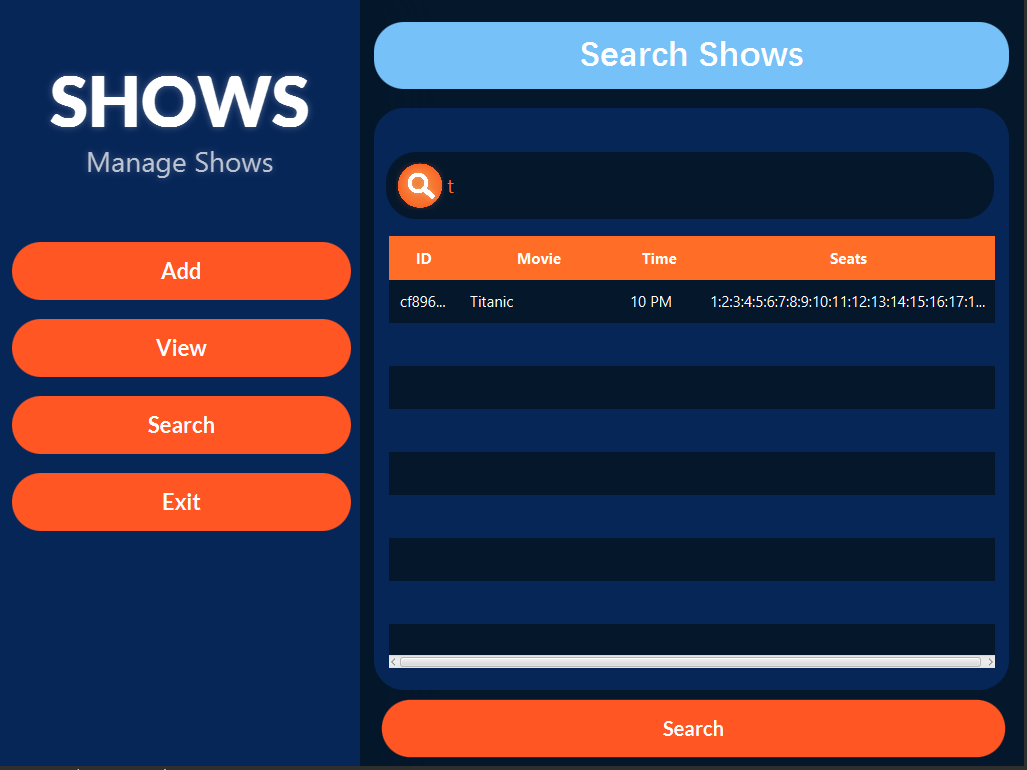 SHOWS
Manage Shows
Add
View
Search
Exit
Search Shows
t
ID Movie Time Seats
cf896... Titanic 10 PM 1:2:3:4:5:6:7:8:9:10:11:12:13:14:15:16:17:1...
Search